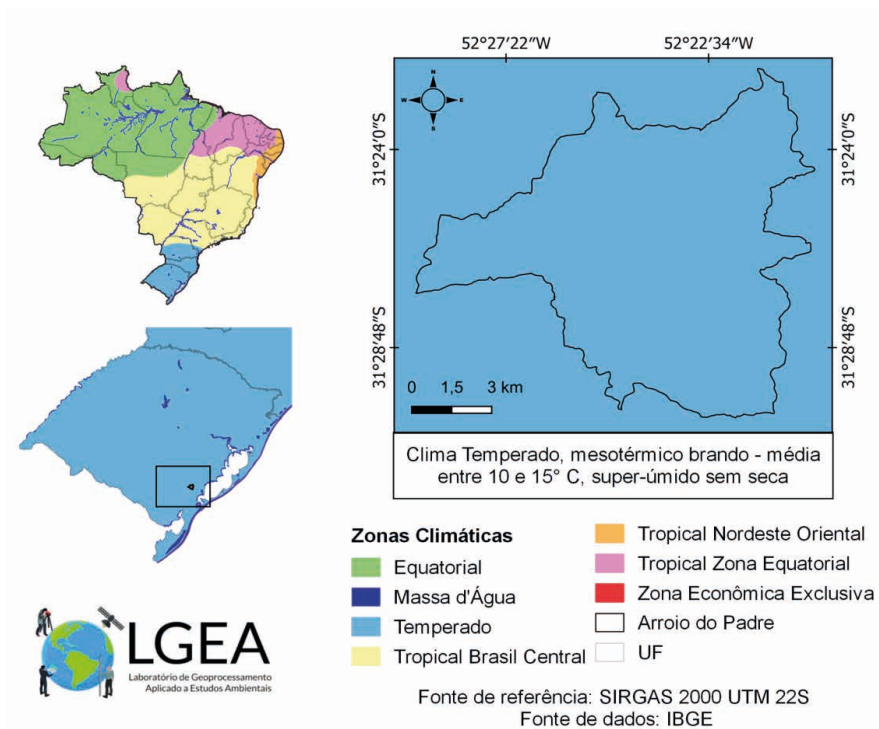 52°27′22″W
52°22′34″W
N
W
E
S
31°24′0″S
31°24′0″S
31°28′48″S
31°28′48″S
0 1,5 3 km
Clima Temperado, mesotérmico brando - média
entre 10 e 15° C, super-úmido sem seca
Zonas Climáticas
Equatorial
Massa d'Água
Temperado
Tropical Brasil Central
Tropical Nordeste Oriental
Tropical Zona Equatorial
Zona Econômica Exclusiva
Arroio do Padre
UF
LGEA
Laboratório de Geoprocessamento
Aplicado a Estudos Ambientais
Fonte de referência: SIRGAS 2000 UTM 22S
Fonte de dados: IBGE